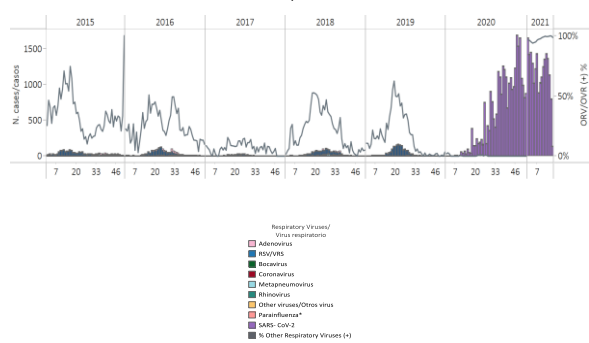 2015 2016 2017 2018 2019 2020 2021
1500 100%
1000
50%
500
0 0%
N. cases/casos
ORV/OVR (+) %
7 20 33 46 7 20 33 46 7 20 33 46 7 20 33 46 7 20 33 46 7 20 33 46 7
Respiratory Viruses/
Virus respiratorio
Adenovirus
RSV/VRS
Bocavirus
Coronavirus
Metapneumovirus
Rhinovirus
Other viruses/Otros virus
Parainfluenza*
SARS- CoV-2
% Other Respiratory Viruses (+)